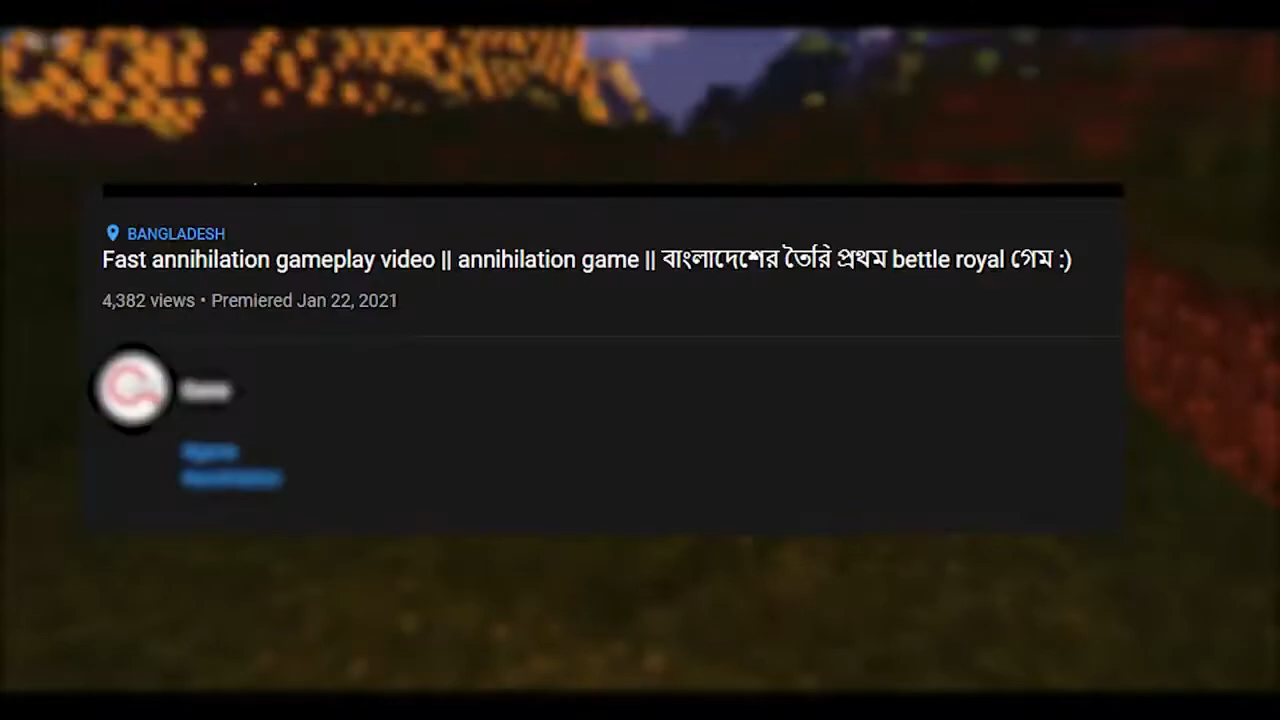 BANGLADESH
Fast annihilation gameplay video || annihilation game || বাংলাদেশের তৈরি প্রথম bettle royal গেম :)
4,382 views • Premiered Jan 22, 2021